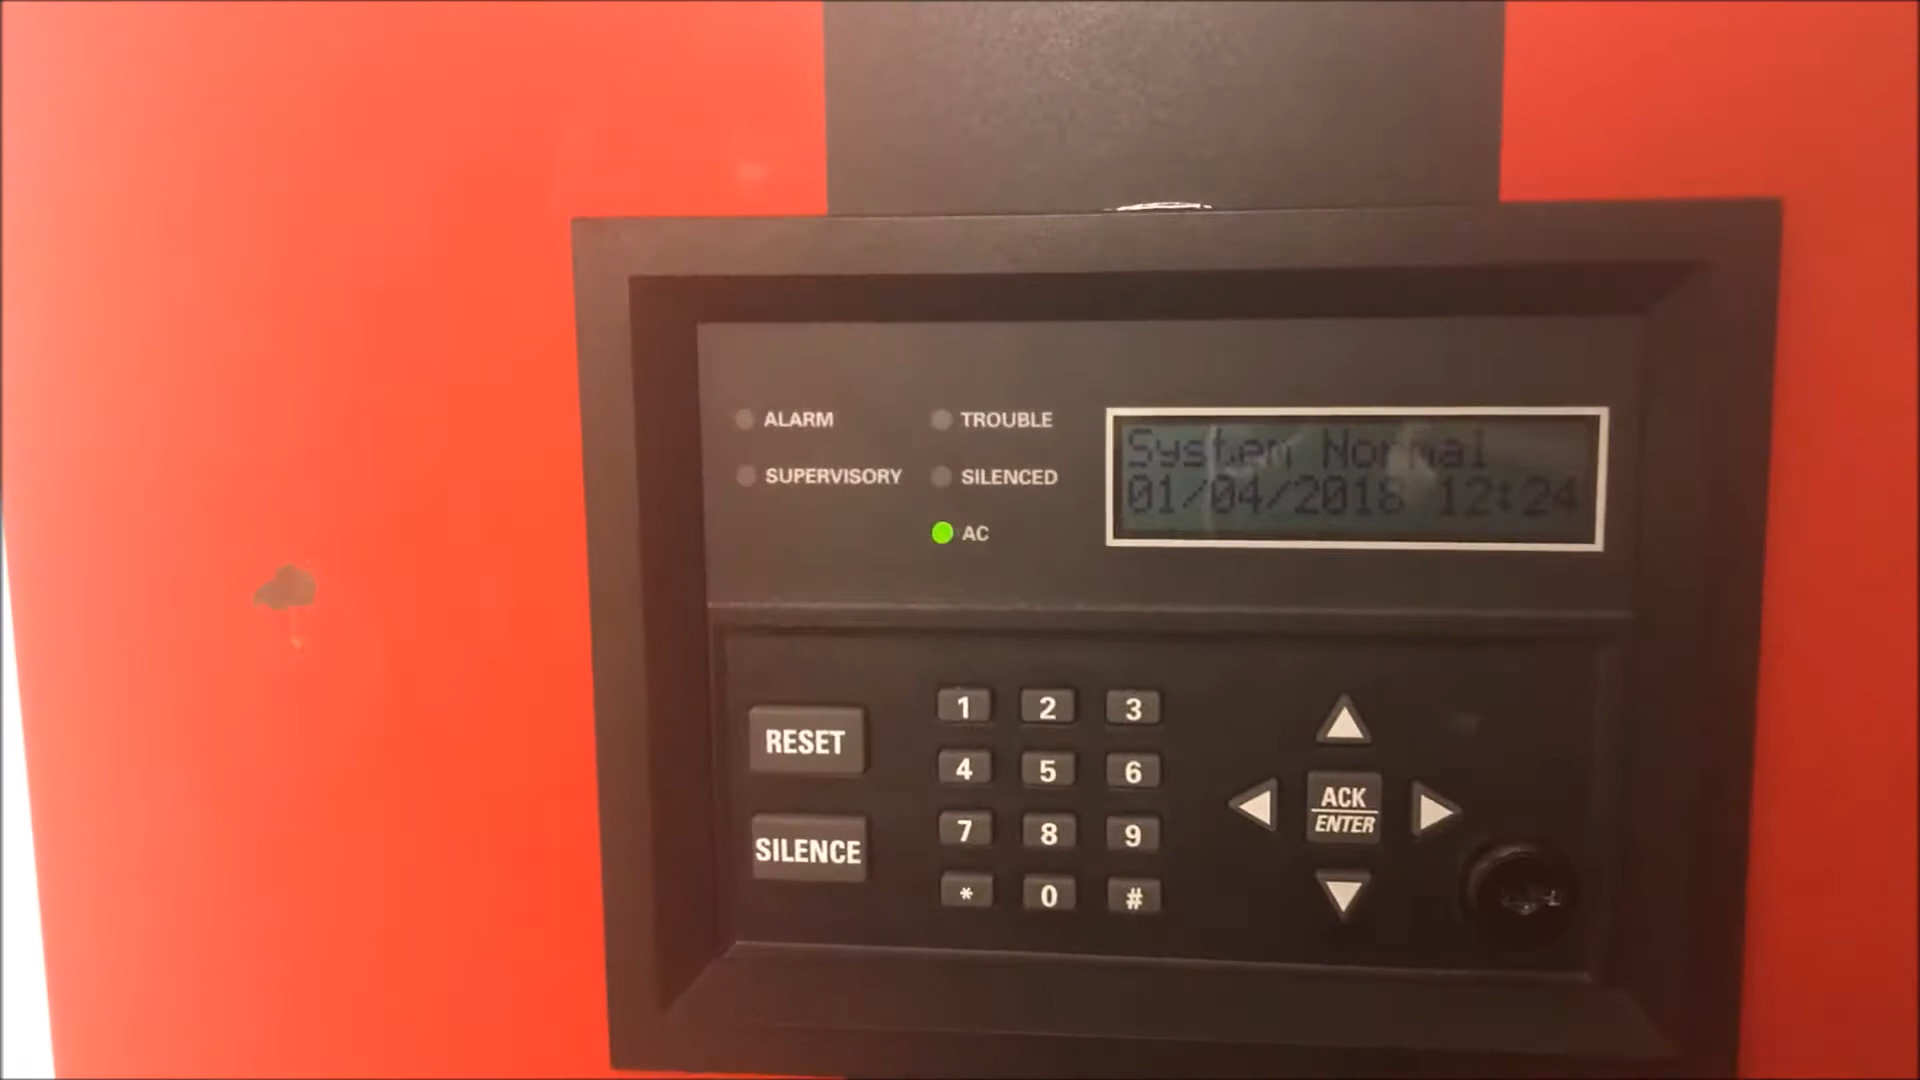 ALARM
TROUBLE
SUPERVISORY
SILENCED
AC
System Normal
01/04/2018 12:24
RESET
SILENCE
1 2 3
4 5 6
7 8 9
* 0 #
ACK
ENTER